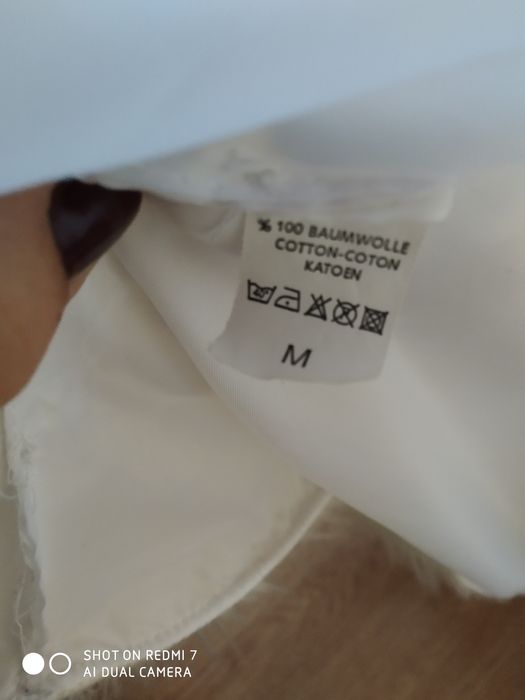 % 100 BAUMWOLLE
COTTON-COTON
KATOEN
M
SHOT ON REDMI 7
AI DUAL CAMERA